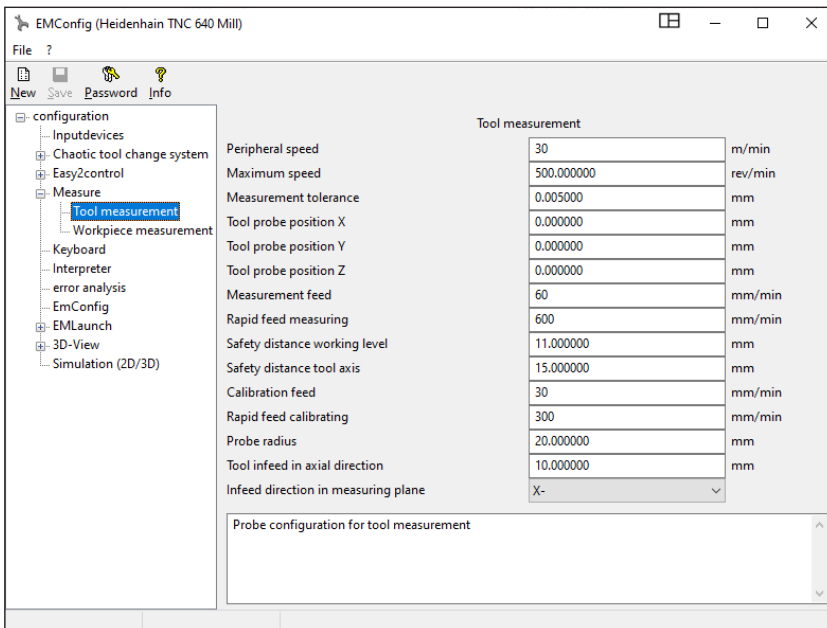 EMConfig (Heidenhain TNC 640 Mill)
File ?
New Save Password Info
configuration
Inputdevices
Chaotic tool change system
Easy2control
Measure
Tool measurement
Workpiece measurement
Keyboard
Interpreter
error analysis
EmConfig
EMLaunch
3D-View
Simulation (2D/3D)
Tool measurement
Peripheral speed 30 m/min
Maximum speed 500.000000 rev/min
Measurement tolerance 0.005000 mm
Tool probe position X 0.000000 mm
Tool probe position Y 0.000000 mm
Tool probe position Z 0.000000 mm
Measurement feed 60 mm/min
Rapid feed measuring 600 mm/min
Safety distance working level 11.000000 mm
Safety distance tool axis 15.000000 mm
Calibration feed 30 mm/min
Rapid feed calibrating 300 mm/min
Probe radius 20.000000 mm
Tool infeed in axial direction 10.000000 mm
Infeed direction in measuring plane X-
Probe configuration for tool measurement